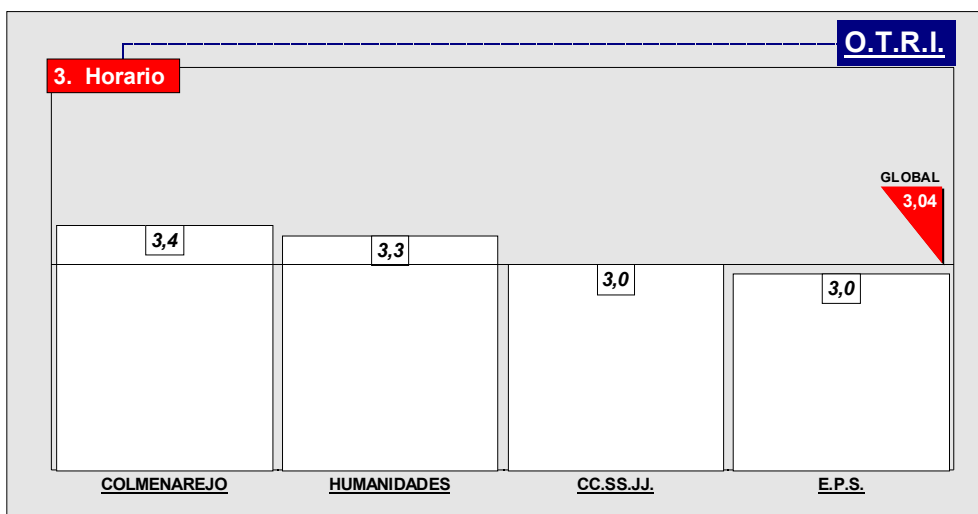 O.T.R.I.
3. Horario
GLOBAL
3,04
3,4
3,3
3,0
3,0
COLMENAREJO
HUMANIDADES
CC.SS.JJ.
E.P.S.